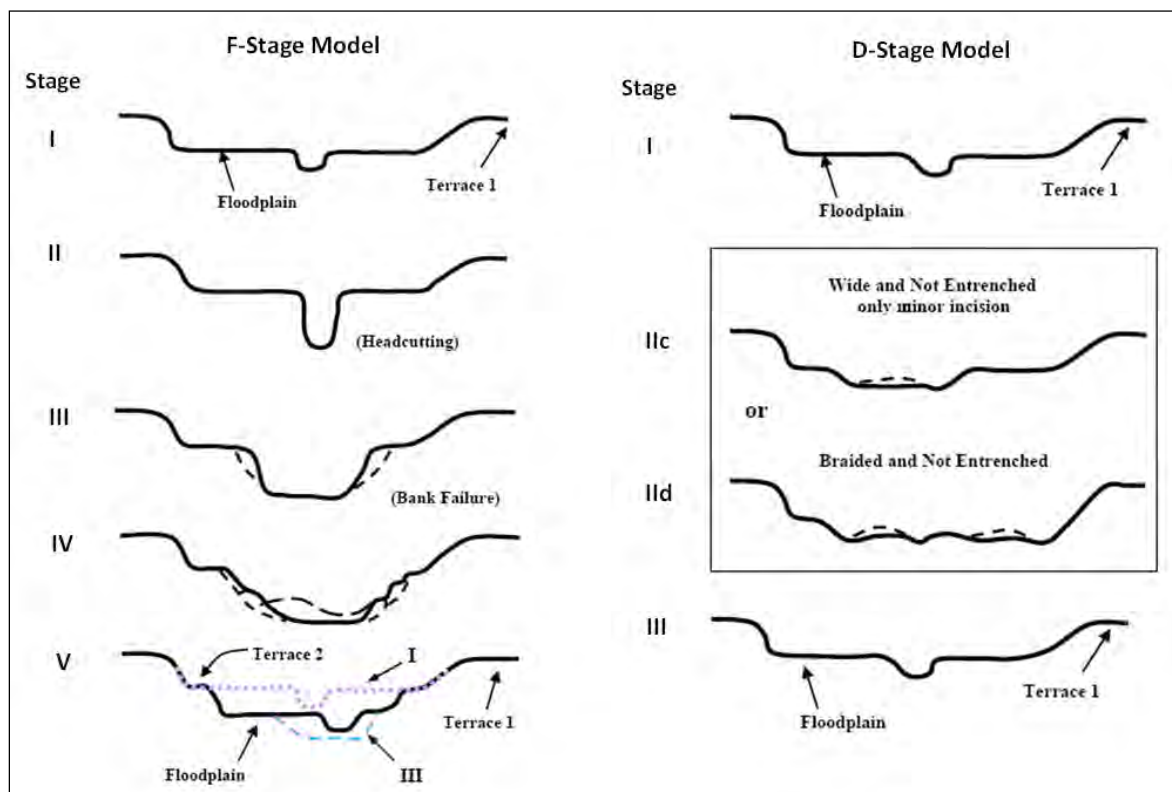 F-Stage Model
Stage
I
Floodplain
Terrace 1
II
(Headcutting)
III
(Bank Failure)
IV
V
Terrace 2
I
Terrace 1
Floodplain
III
D-Stage Model
Stage
I
Floodplain
Terrace 1
Wide and Not Entrenched
only minor incision
IIc
or
Braided and Not Entrenched
IId
III
Terrace 1
Floodplain